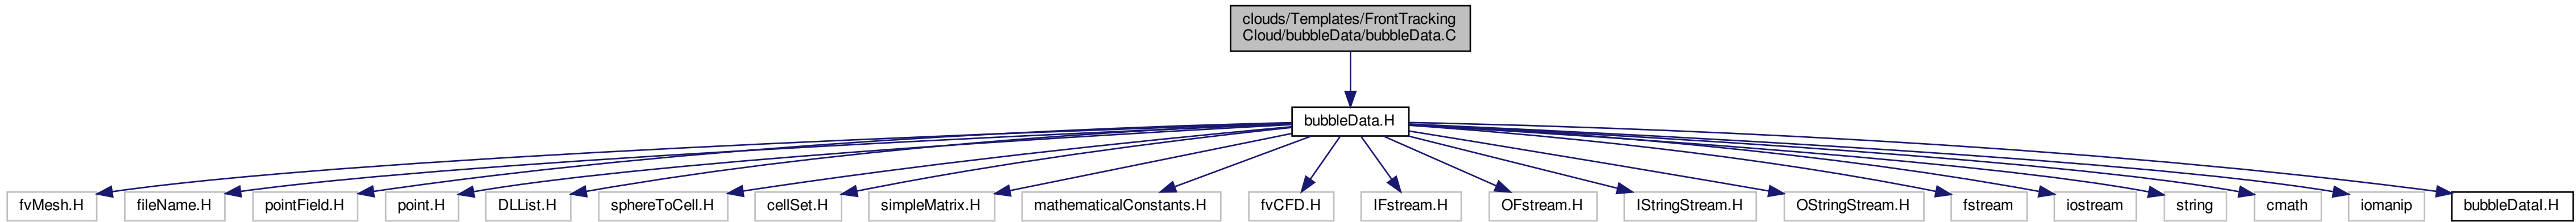 clouds/Templates/FrontTracking
Cloud/bubbleData/bubbleData.C
bubbleData.H
fvMesh.H
fileName.H
pointField.H
point.H
DLList.H
sphereToCell.H
cellSet.H
simpleMatrix.H
mathematicalConstants.H
fvCFD.H
IFstream.H
OFstream.H
IStringStream.H
OStringStream.H
fstream
iostream
string
cmath
iomanip
bubbleDataI.H